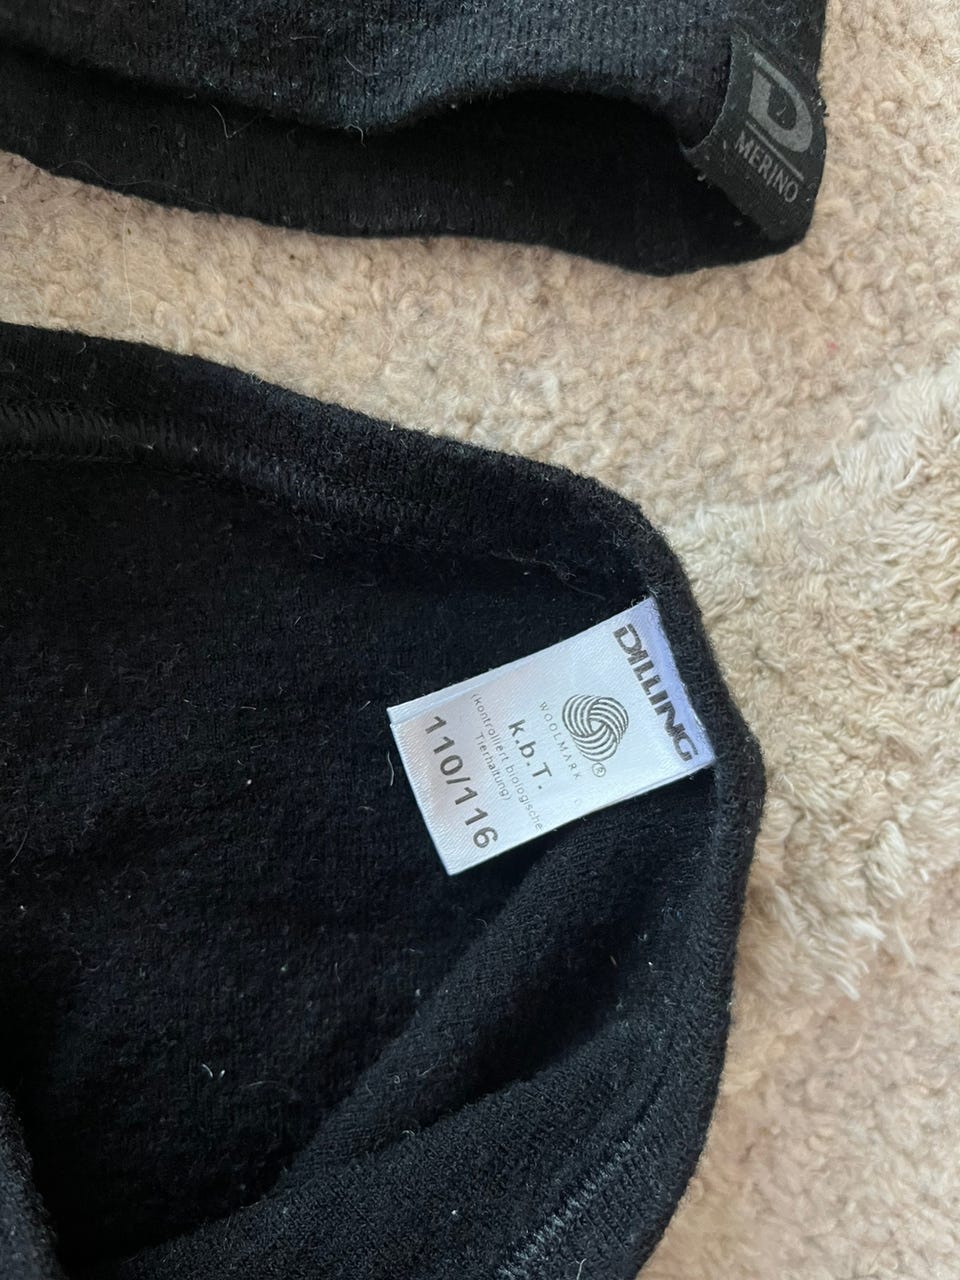 D
MERINO
DILLING
WOOLMARK
®
k.b.T.
(kontrolliert biologische
Tierhaltung)
110/116